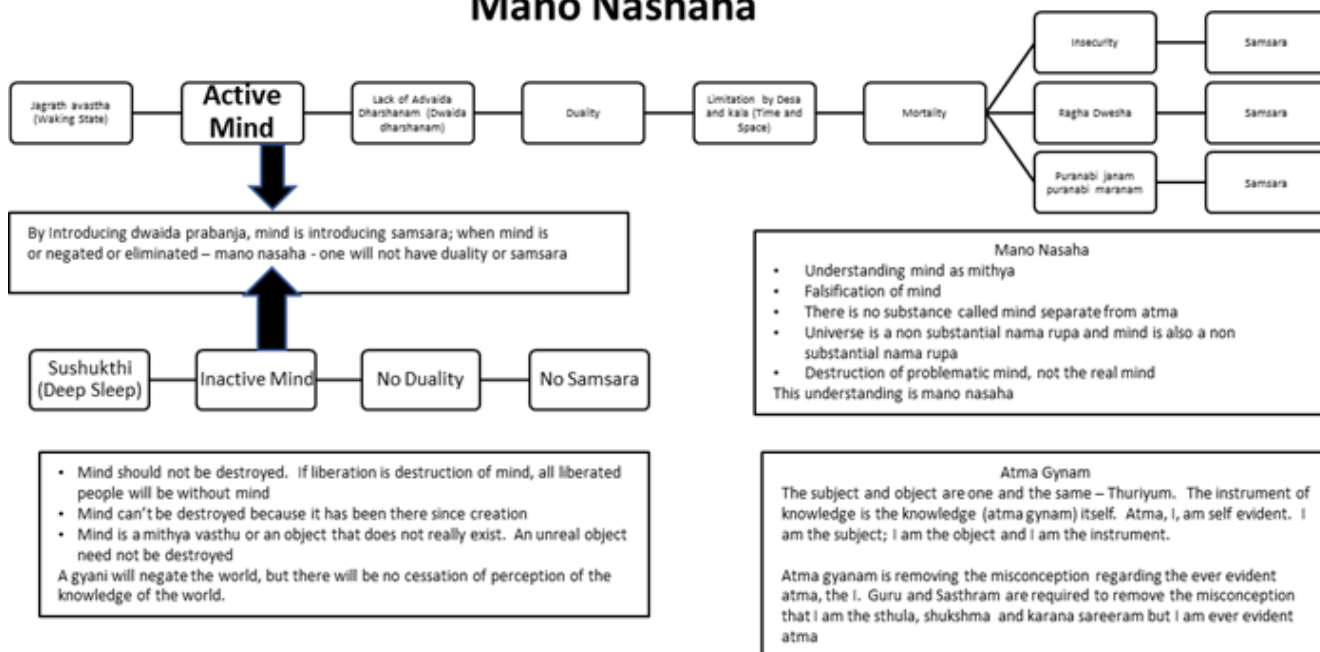 Mano Nashaha
Jagrath avastha
(Waking State)
Active
Mind
Lack of Advaida
Dharshanam (Dwaida
dharshanam)
Duality
Limitation by Desa
and kala (Time and
Space)
Mortality
Insecurity
Samsara
Ragha Dwesha
Samsara
Puranabi janam
puranabi maranam
Samsara
By Introducing dwaida prabanja, mind is introducing samsara; when mind is
or negated or eliminated – mano nasaha - one will not have duality or samsara
Sushukthi
(Deep Sleep)
Inactive Mind
No Duality
No Samsara
Mano Nasaha
• Understanding mind as mithya
• Falsification of mind
• There is no substance called mind separate from atma
• Universe is a non substantial nama rupa and mind is also a non
substantial nama rupa
• Destruction of problematic mind, not the real mind
This understanding is mano nasaha
• Mind should not be destroyed. If liberation is destruction of mind, all liberated
people will be without mind
• Mind can't be destroyed because it has been there since creation
• Mind is a mithya vasthu or an object that does not really exist. An unreal object
need not be destroyed
A gyani will negate the world, but there will be no cessation of perception of the
knowledge of the world.
Atma Gynam
The subject and object are one and the same – Thuriyum. The instrument of
knowledge is the knowledge (atma gynam) itself. Atma, I, am self evident. I
am the subject; I am the object and I am the instrument.
Atma gyanam is removing the misconception regarding the ever evident
atma, the I. Guru and Sasthram are required to remove the misconception
that I am the sthula, shukshma and karana sareeram but I am ever evident
atma